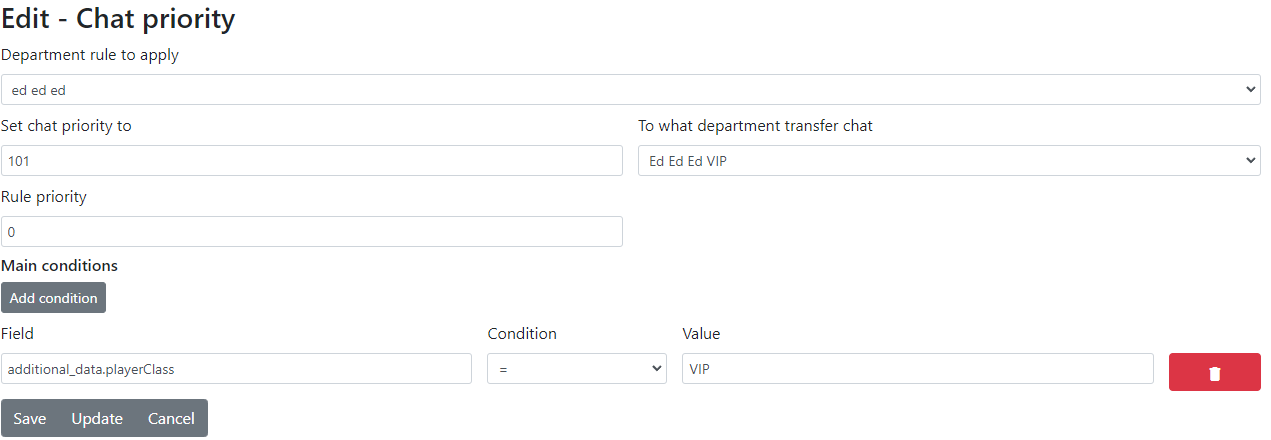 Edit - Chat priority
Department rule to apply
ed ed ed
Set chat priority to To what department transfer chat
101 Ed Ed Ed VIP
Rule priority
0
Main conditions
Add condition
Field Condition Value
additional_data.playerClass = VIP
Save Update Cancel